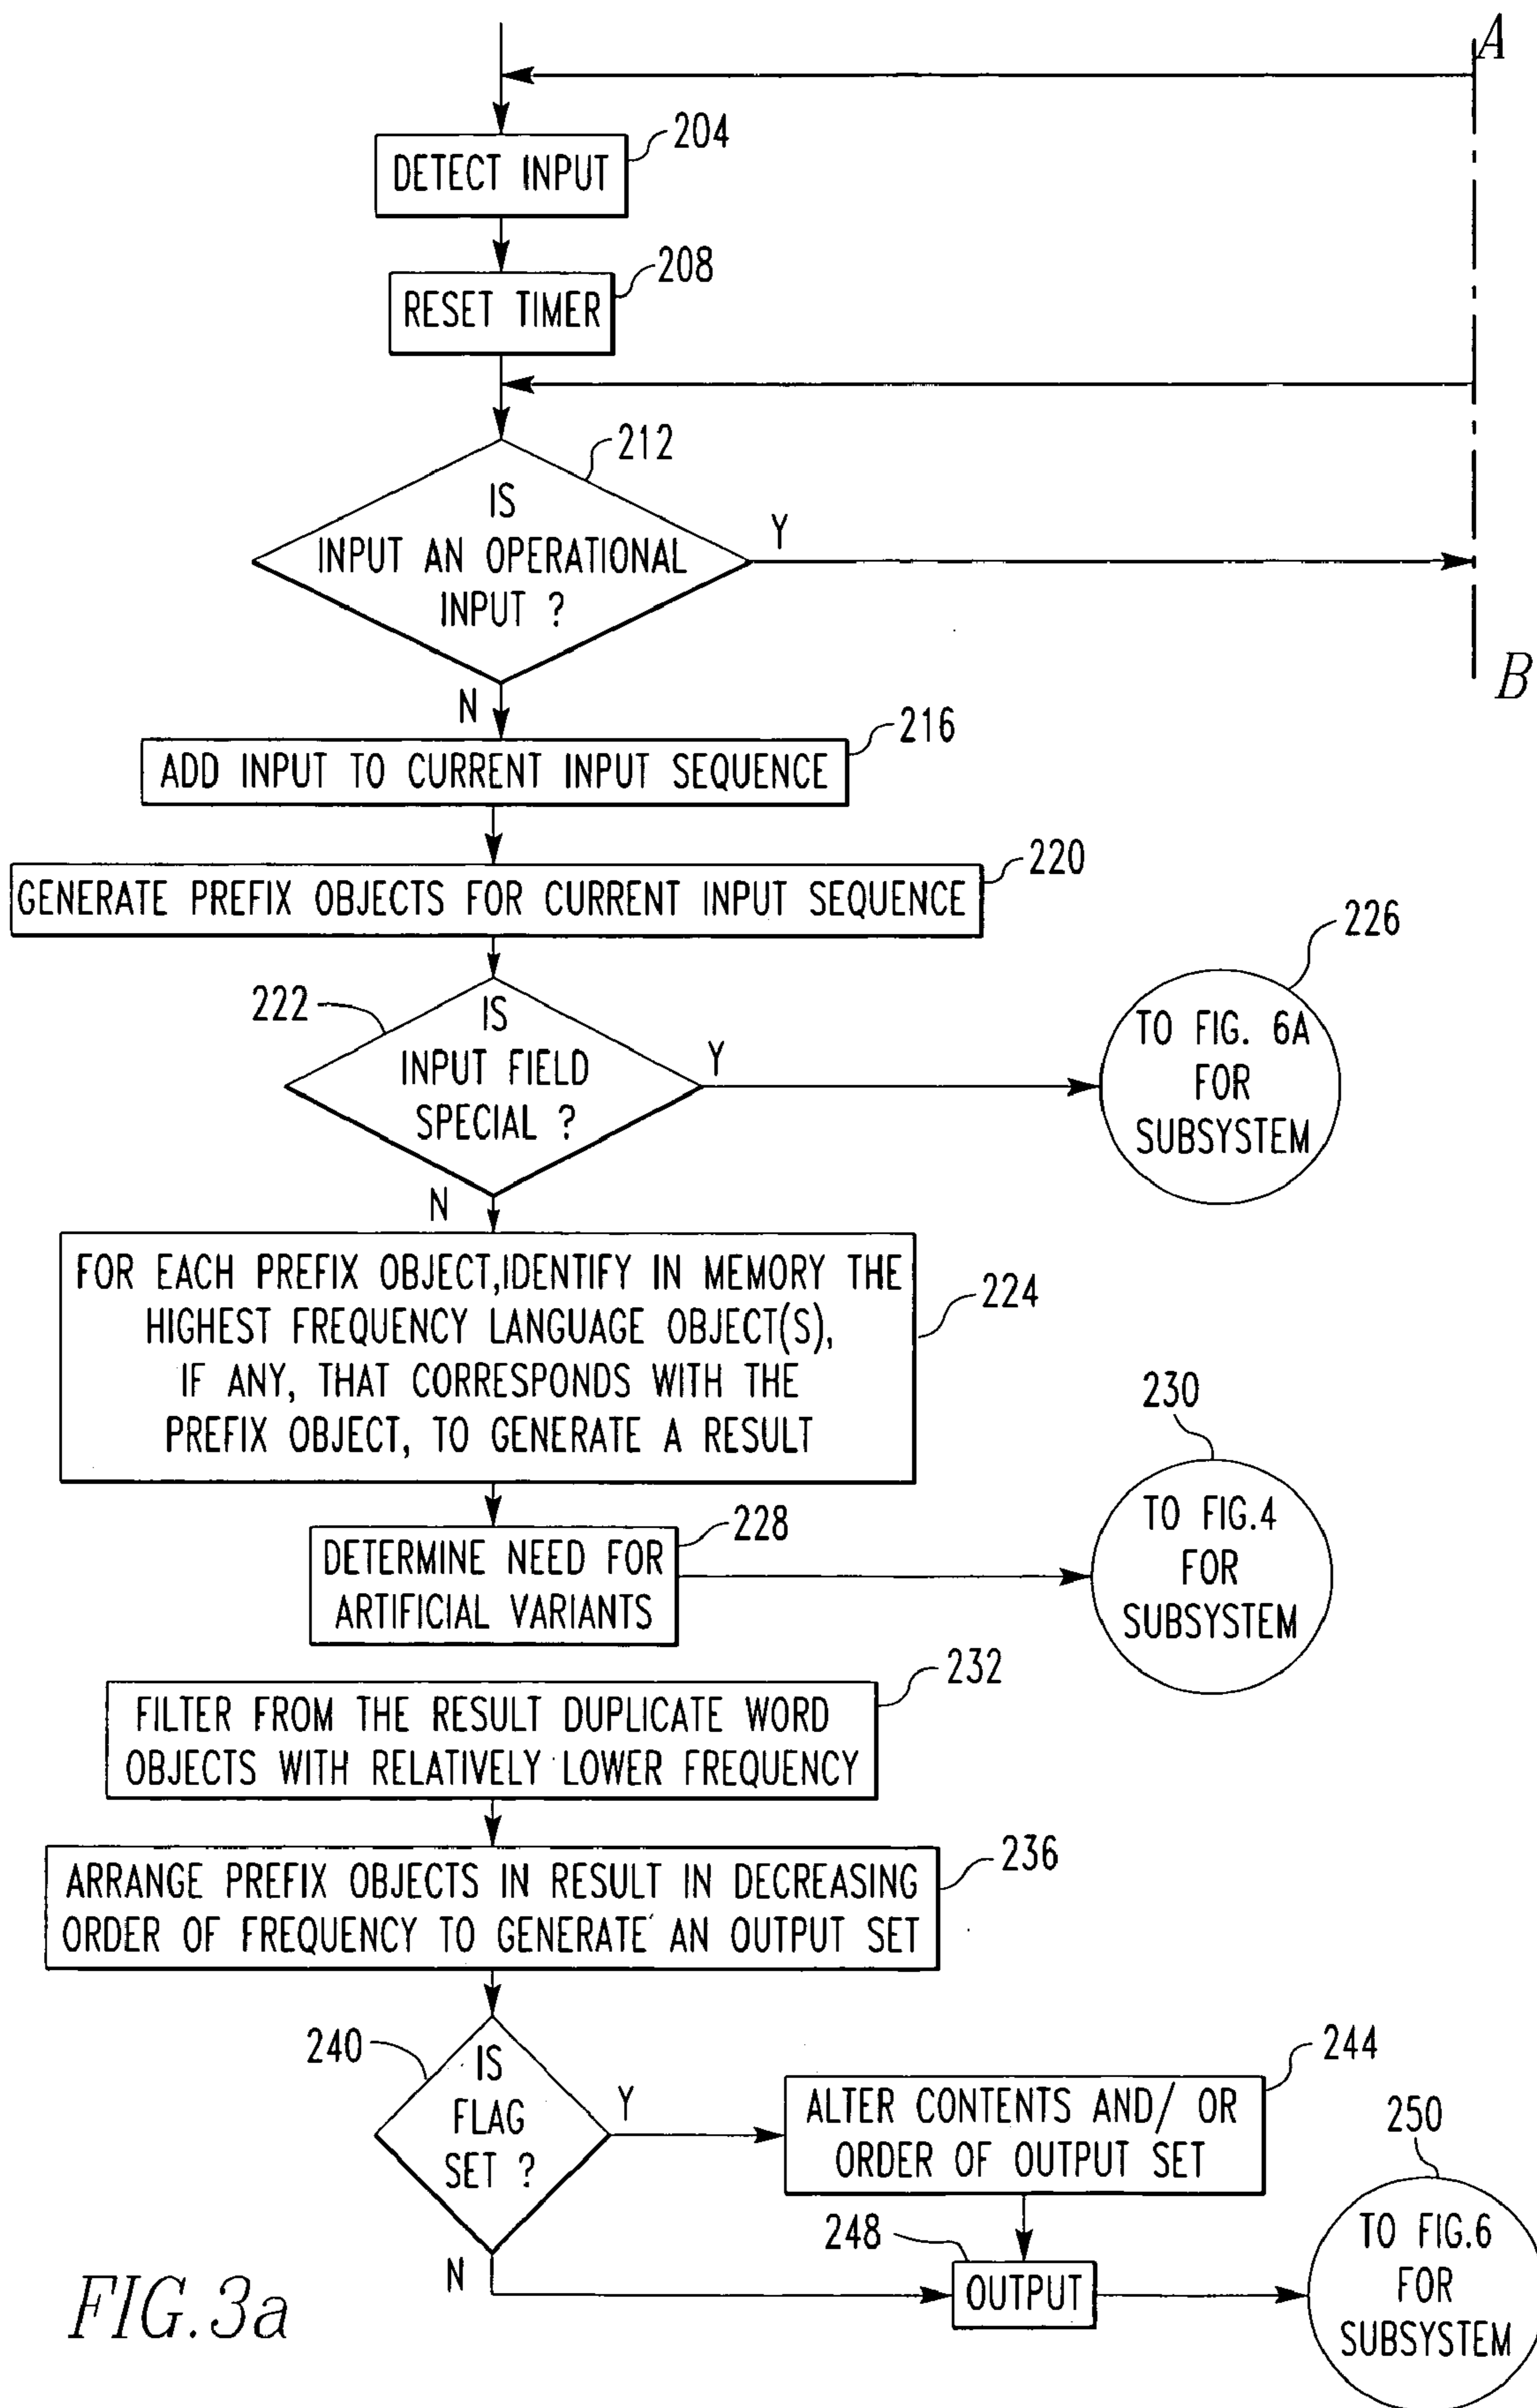 A
204
DETECT INPUT
208
RESET TIMER
212
IS
INPUT AN OPERATIONAL
INPUT ?
Y
B
N
216
ADD INPUT TO CURRENT INPUT SEQUENCE
220
GENERATE PREFIX OBJECTS FOR CURRENT INPUT SEQUENCE
226
222
IS
INPUT FIELD
SPECIAL ?
Y
TO FIG. 6A
FOR
SUBSYSTEM
N
FOR EACH PREFIX OBJECT,IDENTIFY IN MEMORY THE
HIGHEST FREQUENCY LANGUAGE OBJECT(S),
IF ANY, THAT CORRESPONDS WITH THE
PREFIX OBJECT, TO GENERATE A RESULT
224
230
228
DETERMINE NEED FOR
ARTIFICIAL VARIANTS
TO FIG.4
FOR
SUBSYSTEM
232
FILTER FROM THE RESULT DUPLICATE WORD
OBJECTS WITH RELATIVELY LOWER FREQUENCY
236
ARRANGE PREFIX OBJECTS IN RESULT IN DECREASING
ORDER OF FREQUENCY TO GENERATE AN OUTPUT SET
240
IS
FLAG
SET ?
Y
244
ALTER CONTENTS AND/ OR
ORDER OF OUTPUT SET
250
248
N
OUTPUT
TO FIG.6
FOR
SUBSYSTEM
FIG.3a